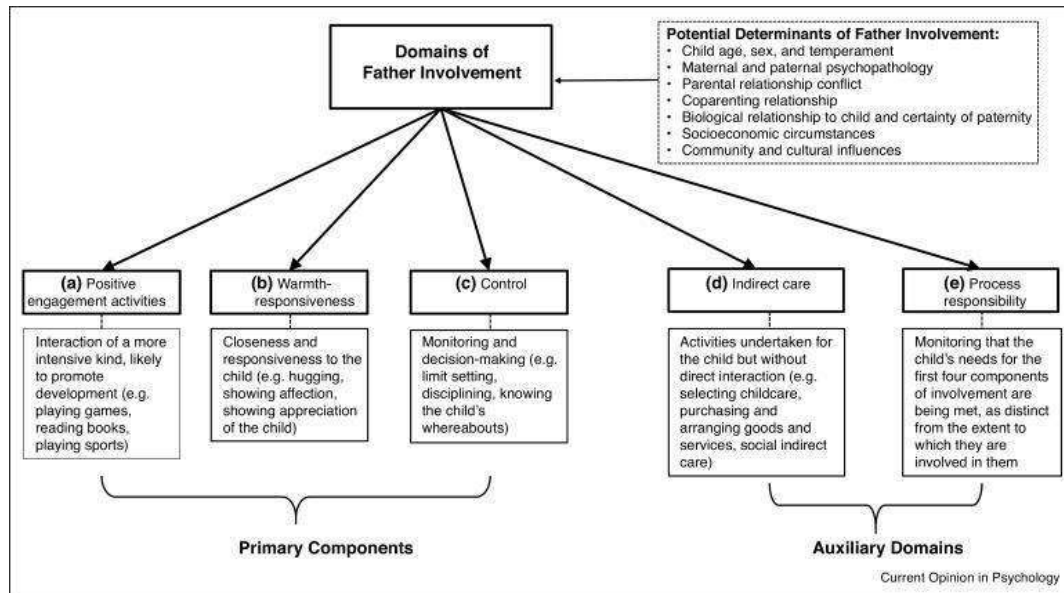 Domains of
Father Involvement
Potential Determinants of Father Involvement:
• Child age, sex, and temperament
• Maternal and paternal psychopathology
• Parental relationship conflict
• Coparenting relationship
• Biological relationship to child and certainty of paternity
• Socioeconomic circumstances
• Community and cultural influences
(a) Positive
engagement activities
(b) Warmth-
responsiveness
(c) Control
(d) Indirect care
(e) Process
responsibility
Interaction of a more
intensive kind, likely
to promote
development (e.g.
playing games,
reading books,
playing sports)
Closeness and
responsiveness to the
child (e.g. hugging,
showing affection,
showing appreciation
of the child)
Monitoring and
decision-making (e.g.
limit setting,
disciplining, knowing
the child's
whereabouts)
Activities undertaken for
the child but without
direct interaction (e.g.
selecting childcare,
purchasing and
arranging goods and
services, social indirect
care)
Monitoring that the
child's needs for the
first four components
of involvement are
being met, as distinct
from the extent to
which they are
involved in them
Primary Components
Auxiliary Domains
Current Opinion in Psychology